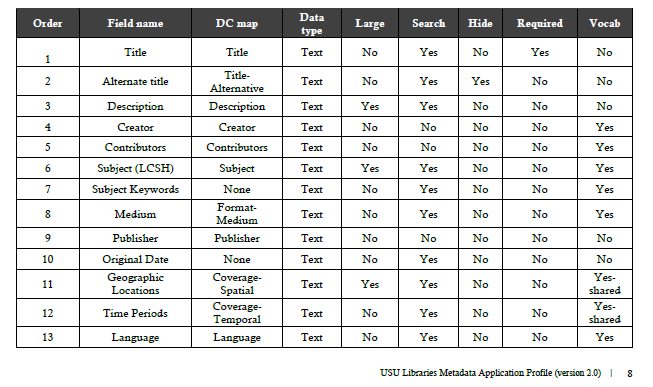 Order Field name DC map Data type Large Search Hide Required Vocab
1 Title Title Text No Yes No Yes No
2 Alternate title Title-Alternative Text No Yes Yes No No
3 Description Description Text Yes Yes No No No
4 Creator Creator Text No No No No Yes
5 Contributors Contributors Text No No No No Yes
6 Subject (LCSH) Subject Text Yes Yes No No Yes
7 Subject Keywords None Text No Yes No No Yes
8 Medium Format-Medium Text No Yes No No Yes
9 Publisher Publisher Text No No No No No
10 Original Date None Text No Yes No No No
11 Geographic Locations Coverage-Spatial Text Yes Yes No No Yes-shared
12 Time Periods Coverage-Temporal Text No Yes No No Yes-shared
13 Language Language Text No Yes No No Yes
USU Libraries Metadata Application Profile (version 2.0) | 8